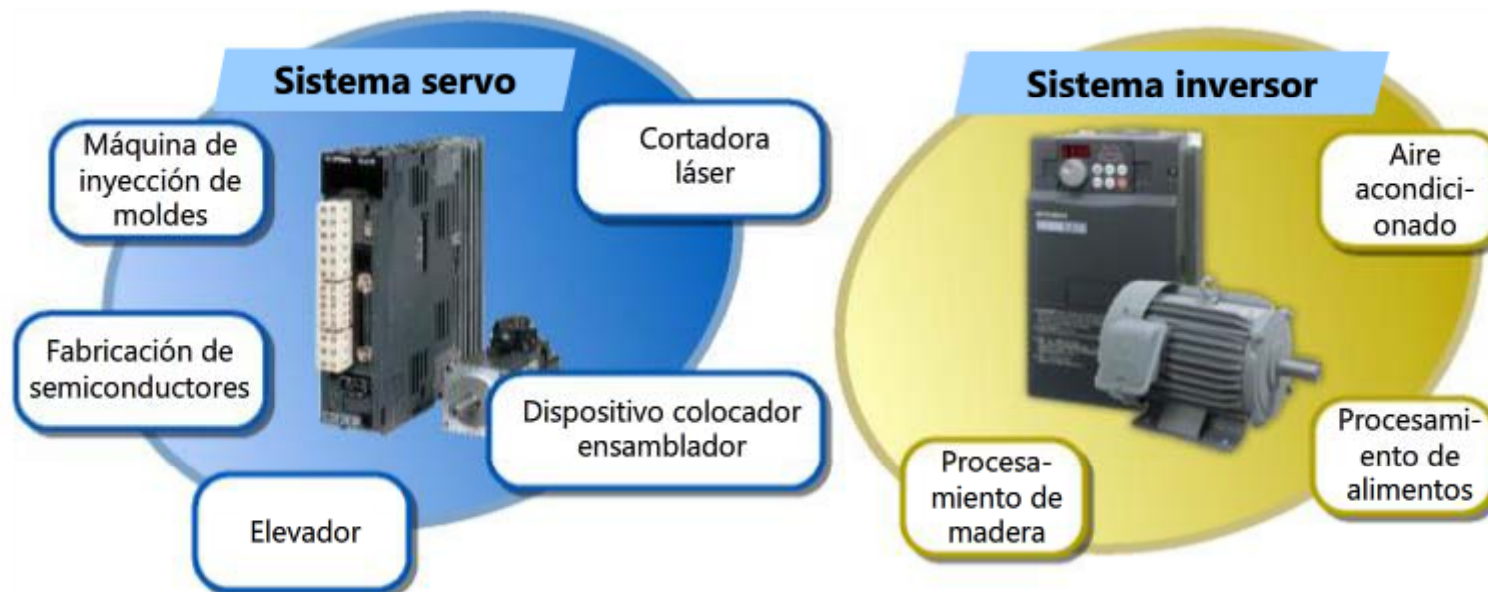 Sistema servo
Máquina de
inyección de
moldes
Cortadora
láser
Fabricación de
semiconductores
Dispositivo colocador
ensamblador
Elevador
Sistema inversor
Aire
acondici-
onado
Procesami-
ento de
alimentos
Procesa-
miento de
madera